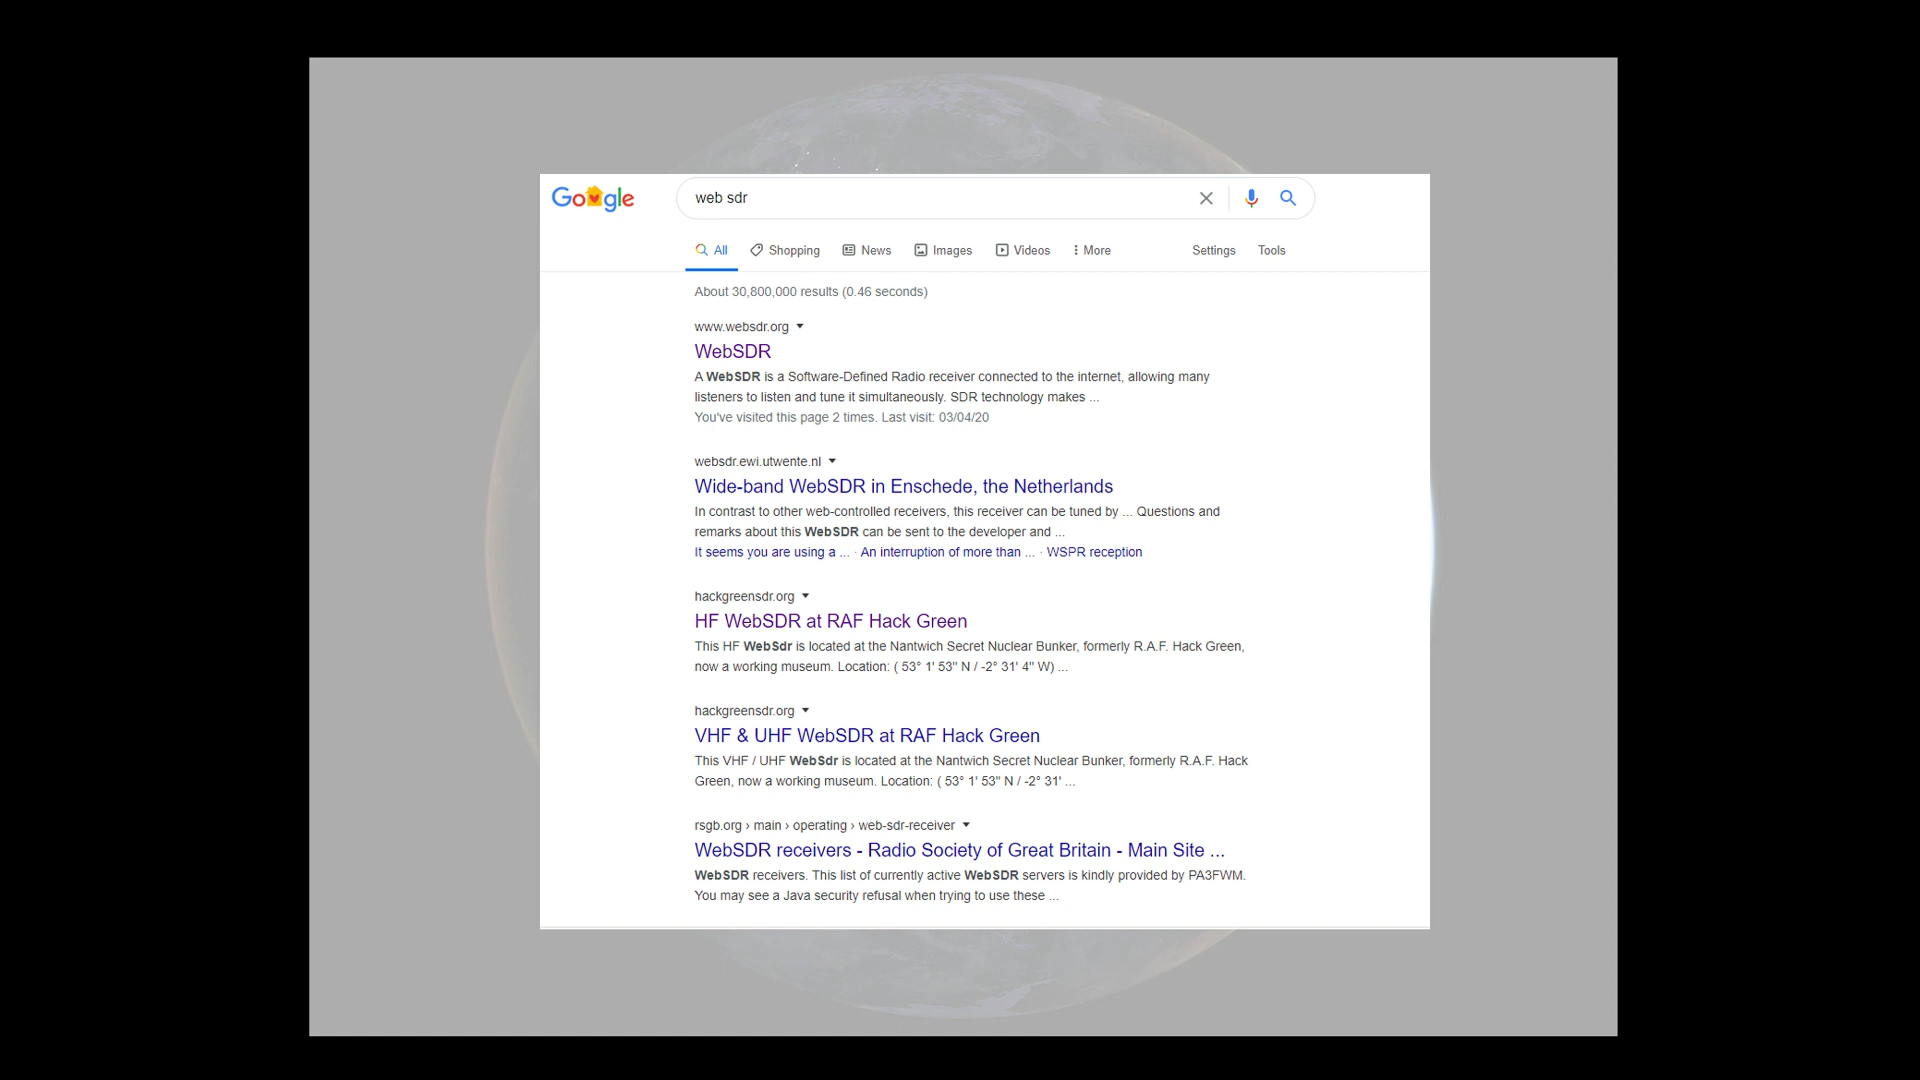 Google
web sdr
All Shopping News Images Videos More Settings Tools
About 30,800,000 results (0.46 seconds)
www.websdr.org
WebSDR
A WebSDR is a Software-Defined Radio receiver connected to the internet, allowing many
listeners to listen and tune it simultaneously. SDR technology makes ...
You've visited this page 2 times. Last visit: 03/04/20
websdr.ewi.utwente.nl
Wide-band WebSDR in Enschede, the Netherlands
In contrast to other web-controlled receivers, this receiver can be tuned by ... Questions and
remarks about this WebSDR can be sent to the developer and ...
It seems you are using a ... · An interruption of more than ... · WSPR reception
hackgreensdr.org
HF WebSDR at RAF Hack Green
This HF WebSdr is located at the Nantwich Secret Nuclear Bunker, formerly R.A.F. Hack Green,
now a working museum. Location: ( 53° 1' 53" N / -2° 31' 4" W) ...
hackgreensdr.org
VHF & UHF WebSDR at RAF Hack Green
This VHF / UHF WebSdr is located at the Nantwich Secret Nuclear Bunker, formerly R.A.F. Hack
Green, now a working museum. Location: ( 53° 1' 53" N / -2° 31' ...
rsgb.org › main › operating › web-sdr-receiver
WebSDR receivers - Radio Society of Great Britain - Main Site ...
WebSDR receivers. This list of currently active WebSDR servers is kindly provided by PA3FWM.
You may see a Java security refusal when trying to use these ...